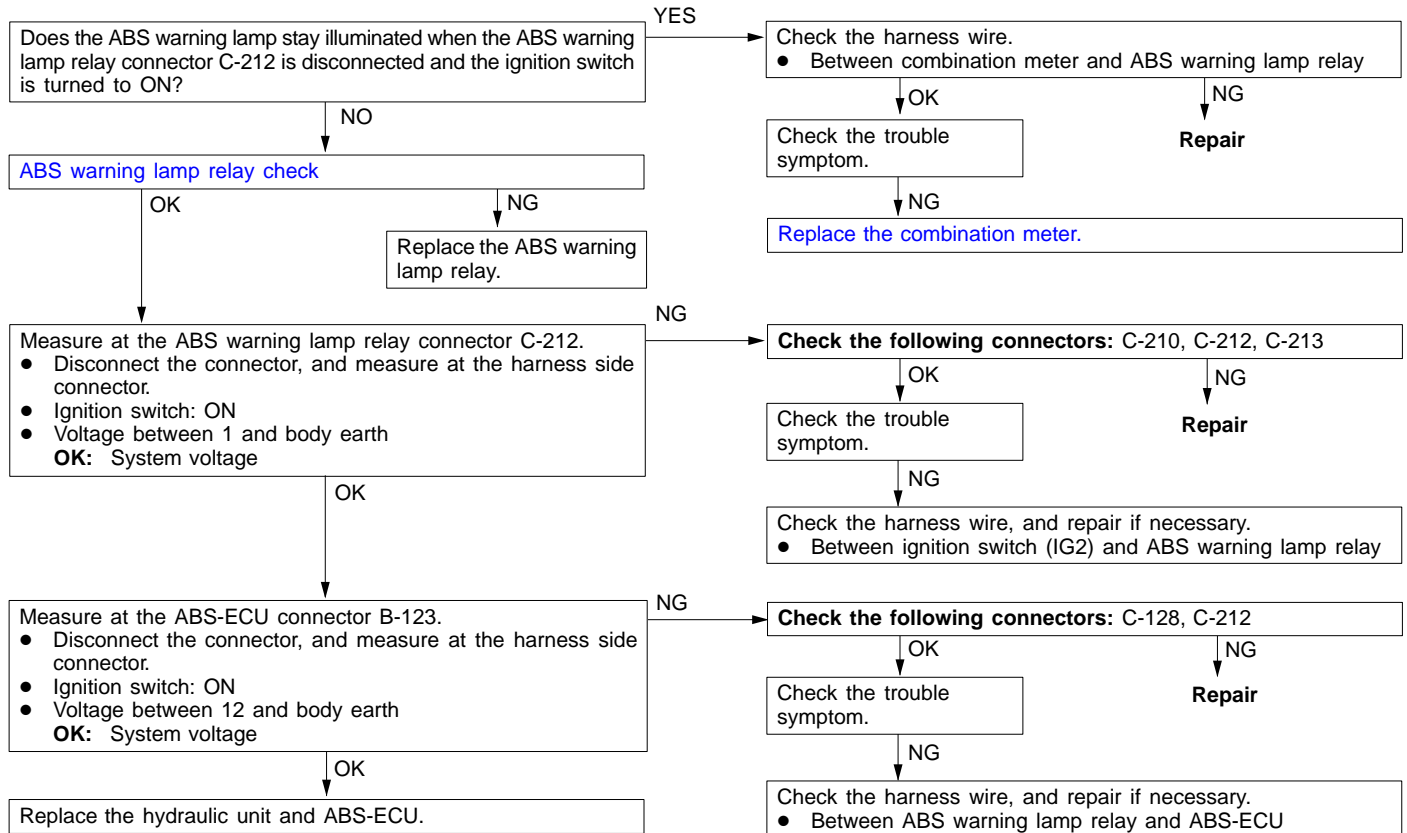 Does the ABS warning lamp stay illuminated when the ABS warning
lamp relay connector C-212 is disconnected and the ignition switch
is turned to ON?
YES
Check the harness wire.
● Between combination meter and ABS warning lamp relay
OK
NG
Check the trouble
symptom.
Repair
NG
Replace the combination meter.
NO
ABS warning lamp relay check
OK
NG
Replace the ABS warning
lamp relay.
Measure at the ABS warning lamp relay connector C-212.
● Disconnect the connector, and measure at the harness side
connector.
● Ignition switch: ON
● Voltage between 1 and body earth
OK: System voltage
NG
Check the following connectors: C-210, C-212, C-213
OK
NG
Check the trouble
symptom.
Repair
NG
Check the harness wire, and repair if necessary.
● Between ignition switch (IG2) and ABS warning lamp relay
OK
Measure at the ABS-ECU connector B-123.
● Disconnect the connector, and measure at the harness side
connector.
● Ignition switch: ON
● Voltage between 12 and body earth
OK: System voltage
NG
Check the following connectors: C-128, C-212
OK
NG
Check the trouble
symptom.
Repair
NG
Check the harness wire, and repair if necessary.
● Between ABS warning lamp relay and ABS-ECU
OK
Replace the hydraulic unit and ABS-ECU.